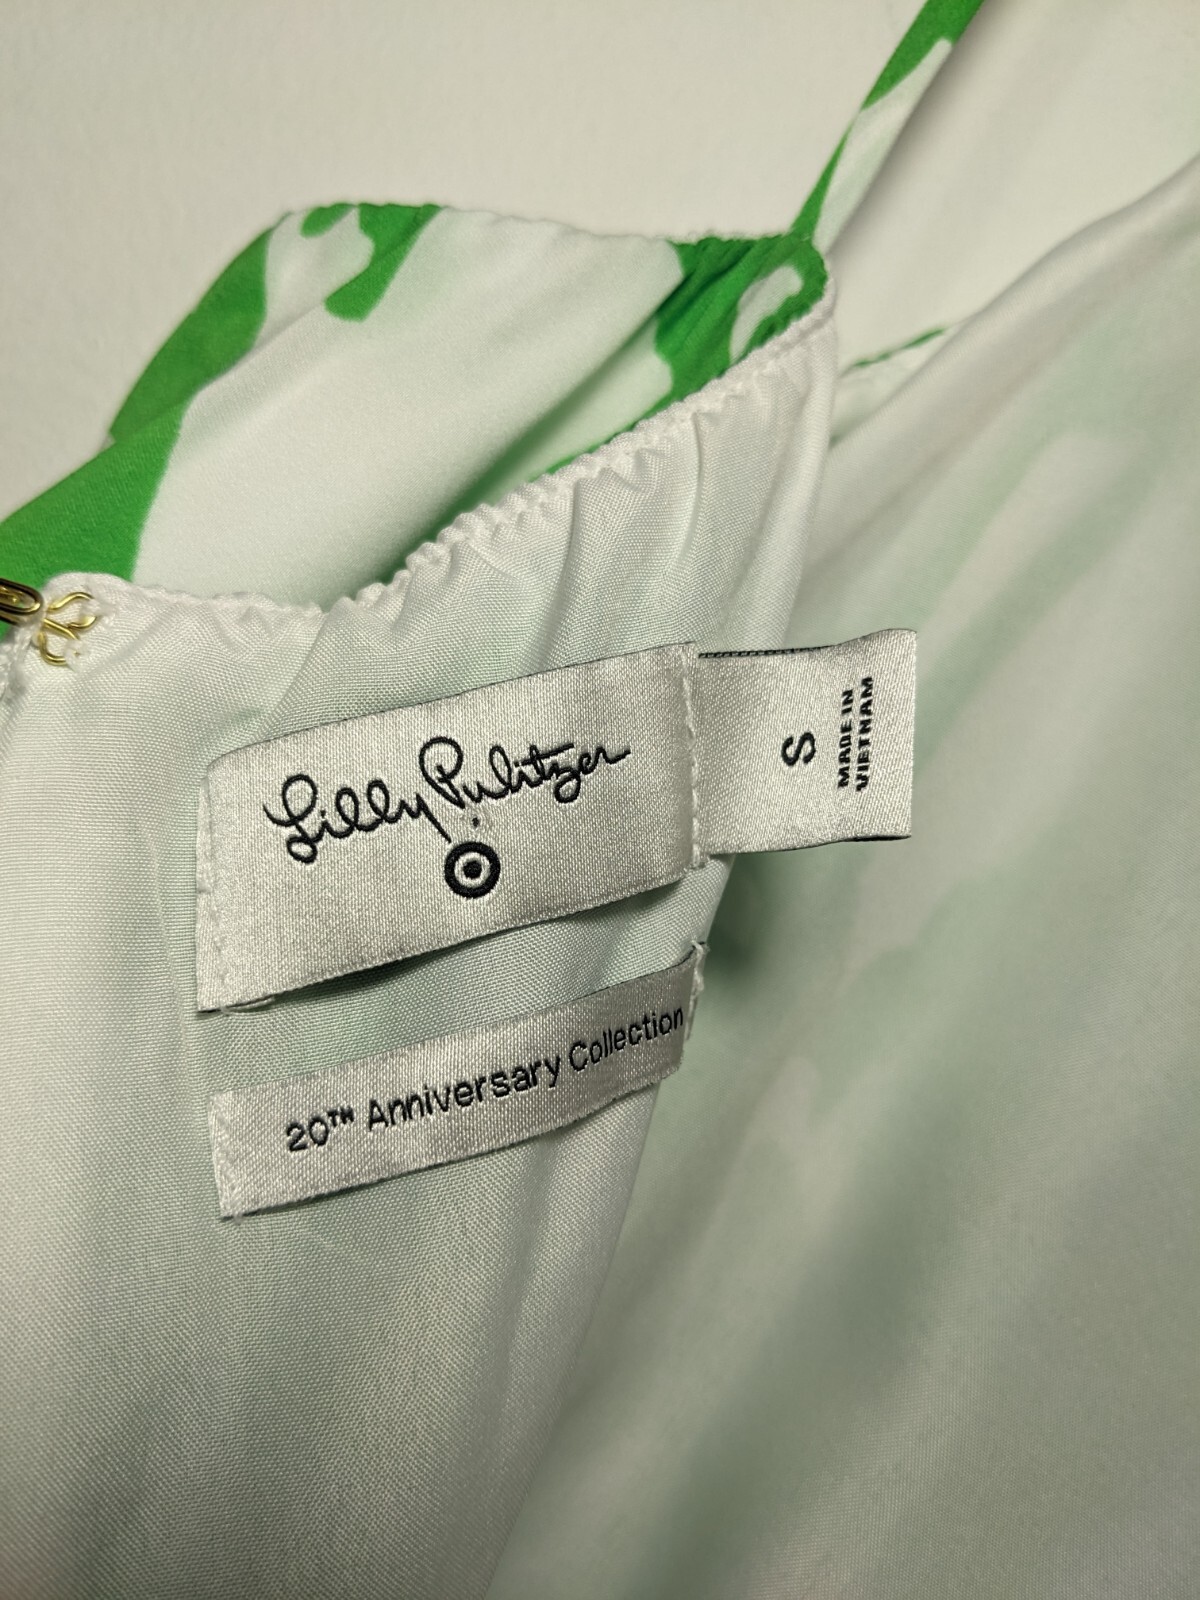 Lilly Pulitzer
S
MADE IN
VIETNAM
20TH Anniversary Collection